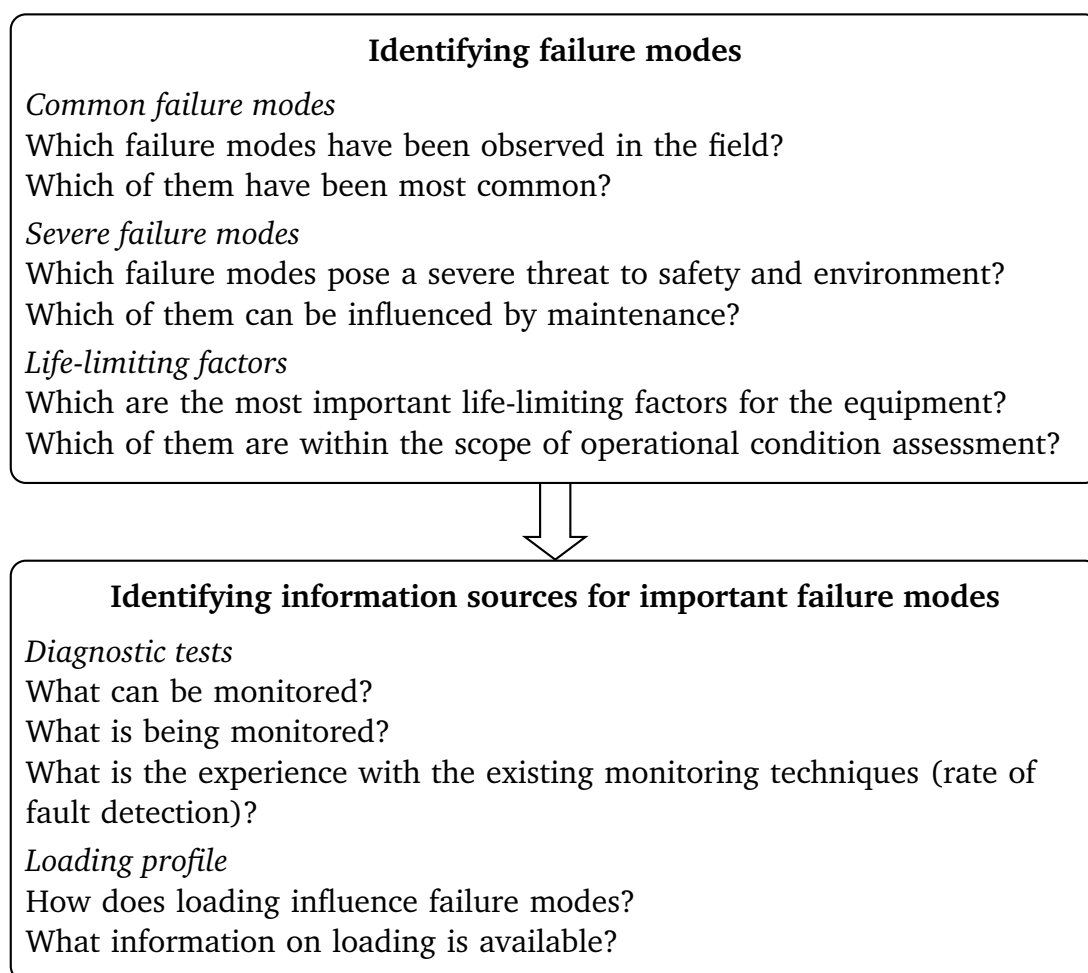 Identifying failure modes
Common failure modes
Which failure modes have been observed in the field?
Which of them have been most common?
Severe failure modes
Which failure modes pose a severe threat to safety and environment?
Which of them can be influenced by maintenance?
Life-limiting factors
Which are the most important life-limiting factors for the equipment?
Which of them are within the scope of operational condition assessment?
Identifying information sources for important failure modes
Diagnostic tests
What can be monitored?
What is being monitored?
What is the experience with the existing monitoring techniques (rate of
fault detection)?
Loading profile
How does loading influence failure modes?
What information on loading is available?